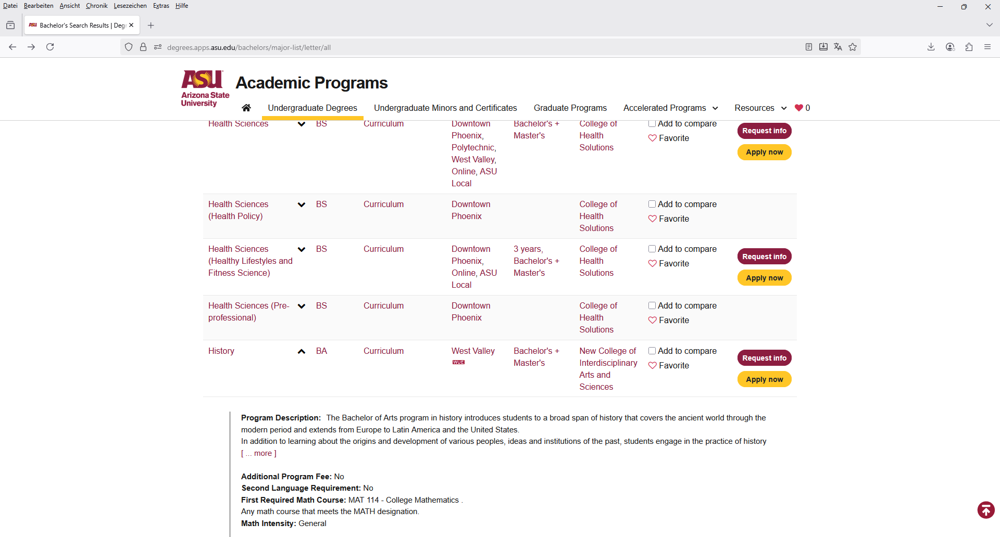 Datei Bearbeiten Ansicht Chronik Lesezeichen Extras Hilfe
ASU Bachelor's Search Results | Degr
degrees.apps.asu.edu/bachelors/major-list/letter/all
ASU
Arizona State
University
Academic Programs
Undergraduate Degrees Undergraduate Minors and Certificates Graduate Programs Accelerated Programs Resources 0
Health Sciences BS Curriculum Downtown Phoenix, Polytechnic, West Valley, Online, ASU Local Bachelor's + Master's College of Health Solutions Add to compare Favorite Request info Apply now
Health Sciences (Health Policy) BS Curriculum Downtown Phoenix College of Health Solutions Add to compare Favorite
Health Sciences (Healthy Lifestyles and Fitness Science) BS Curriculum Downtown Phoenix, Online, ASU Local 3 years, Bachelor's + Master's College of Health Solutions Add to compare Favorite Request info Apply now
Health Sciences (Pre-professional) BS Curriculum Downtown Phoenix College of Health Solutions Add to compare Favorite
History BA Curriculum West Valley WUE Bachelor's + Master's New College of Interdisciplinary Arts and Sciences Add to compare Favorite Request info Apply now
Program Description: The Bachelor of Arts program in history introduces students to a broad span of history that covers the ancient world through the
modern period and extends from Europe to Latin America and the United States.
In addition to learning about the origins and development of various peoples, ideas and institutions of the past, students engage in the practice of history
[ ... more ]
Additional Program Fee: No
Second Language Requirement: No
First Required Math Course: MAT 114 - College Mathematics .
Any math course that meets the MATH designation.
Math Intensity: General